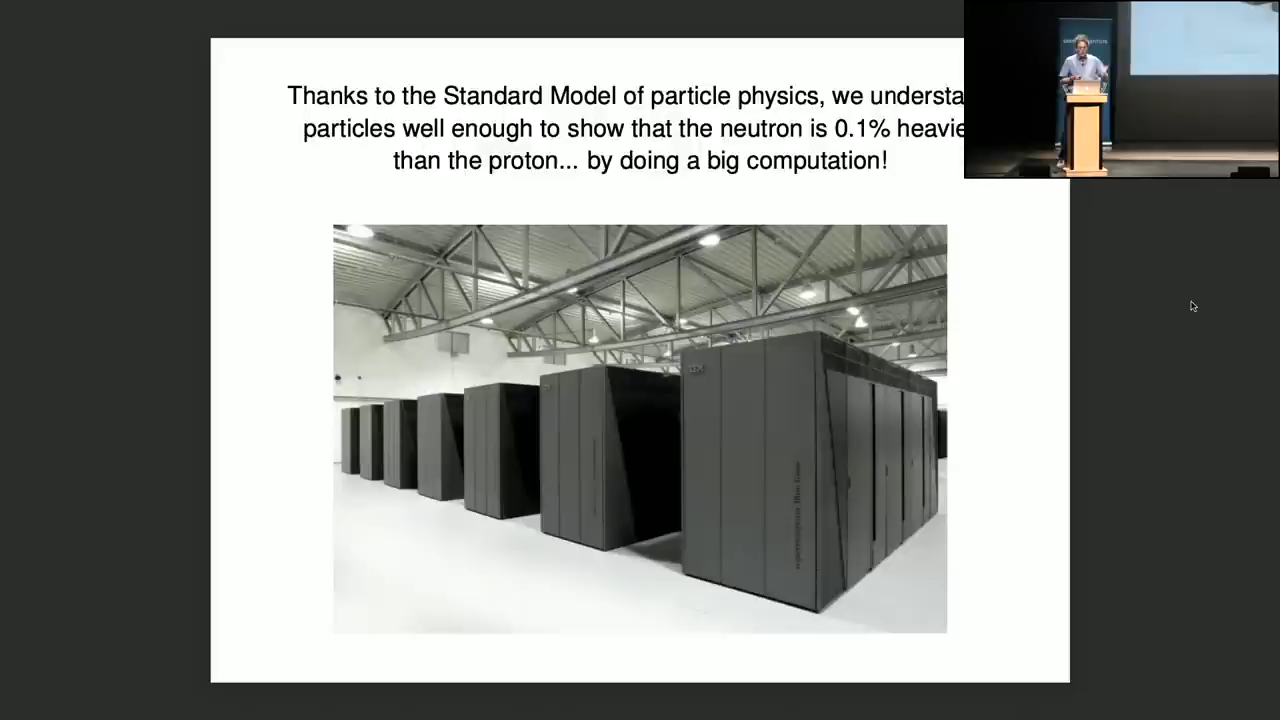 Thanks to the Standard Model of particle physics, we understa
particles well enough to show that the neutron is 0.1% heavie
than the proton... by doing a big computation!
IBM